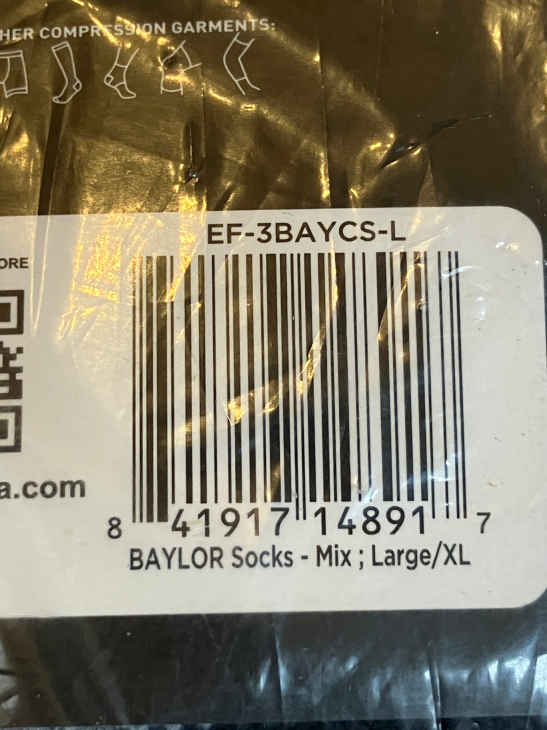 HER COMPRESSION GARMENTS:
EF-3BAYCS-L
ORE
a.com
8 41917 14891 7
BAYLOR Socks - Mix ; Large/XL